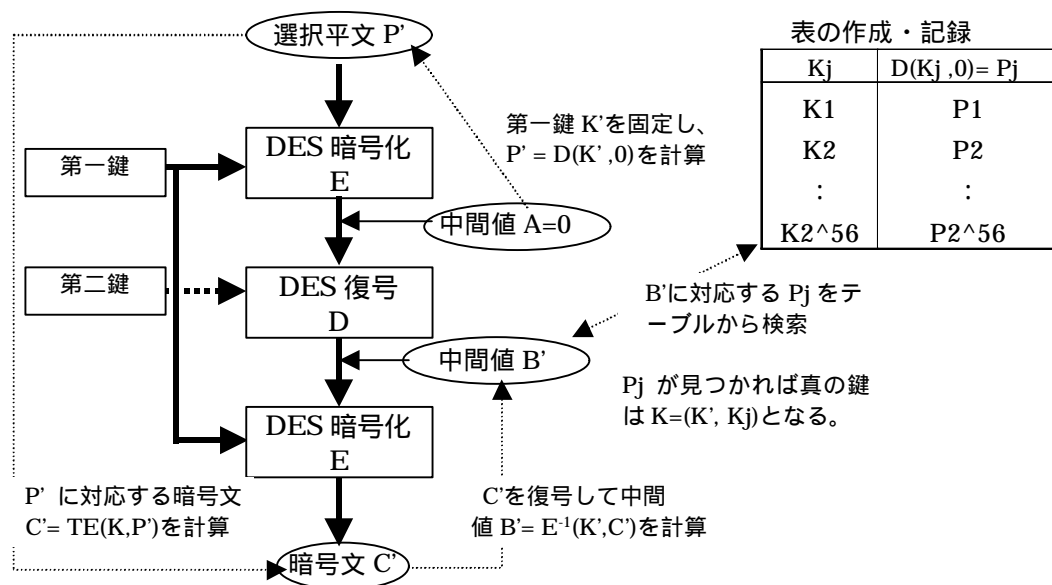 選択平文 P'
表の作成・記録
Kj D(Kj ,0)= Pj
K1 P1
K2 P2
: :
K2^56 P2^56
第一鍵 K'を固定し、
P' = D(K' ,0)を計算
第一鍵
DES 暗号化
E
中間値 A=0
第二鍵
DES 復号
D
B'に対応する Pj をテ
ーブルから検索
中間値 B'
Pj が見つかれば真の鍵
は K=(K', Kj)となる。
DES 暗号化
E
P' に対応する暗号文
C'= TE(K,P')を計算
C'を復号して中間
値 B'= E⁻¹(K',C')を計算
暗号文 C'